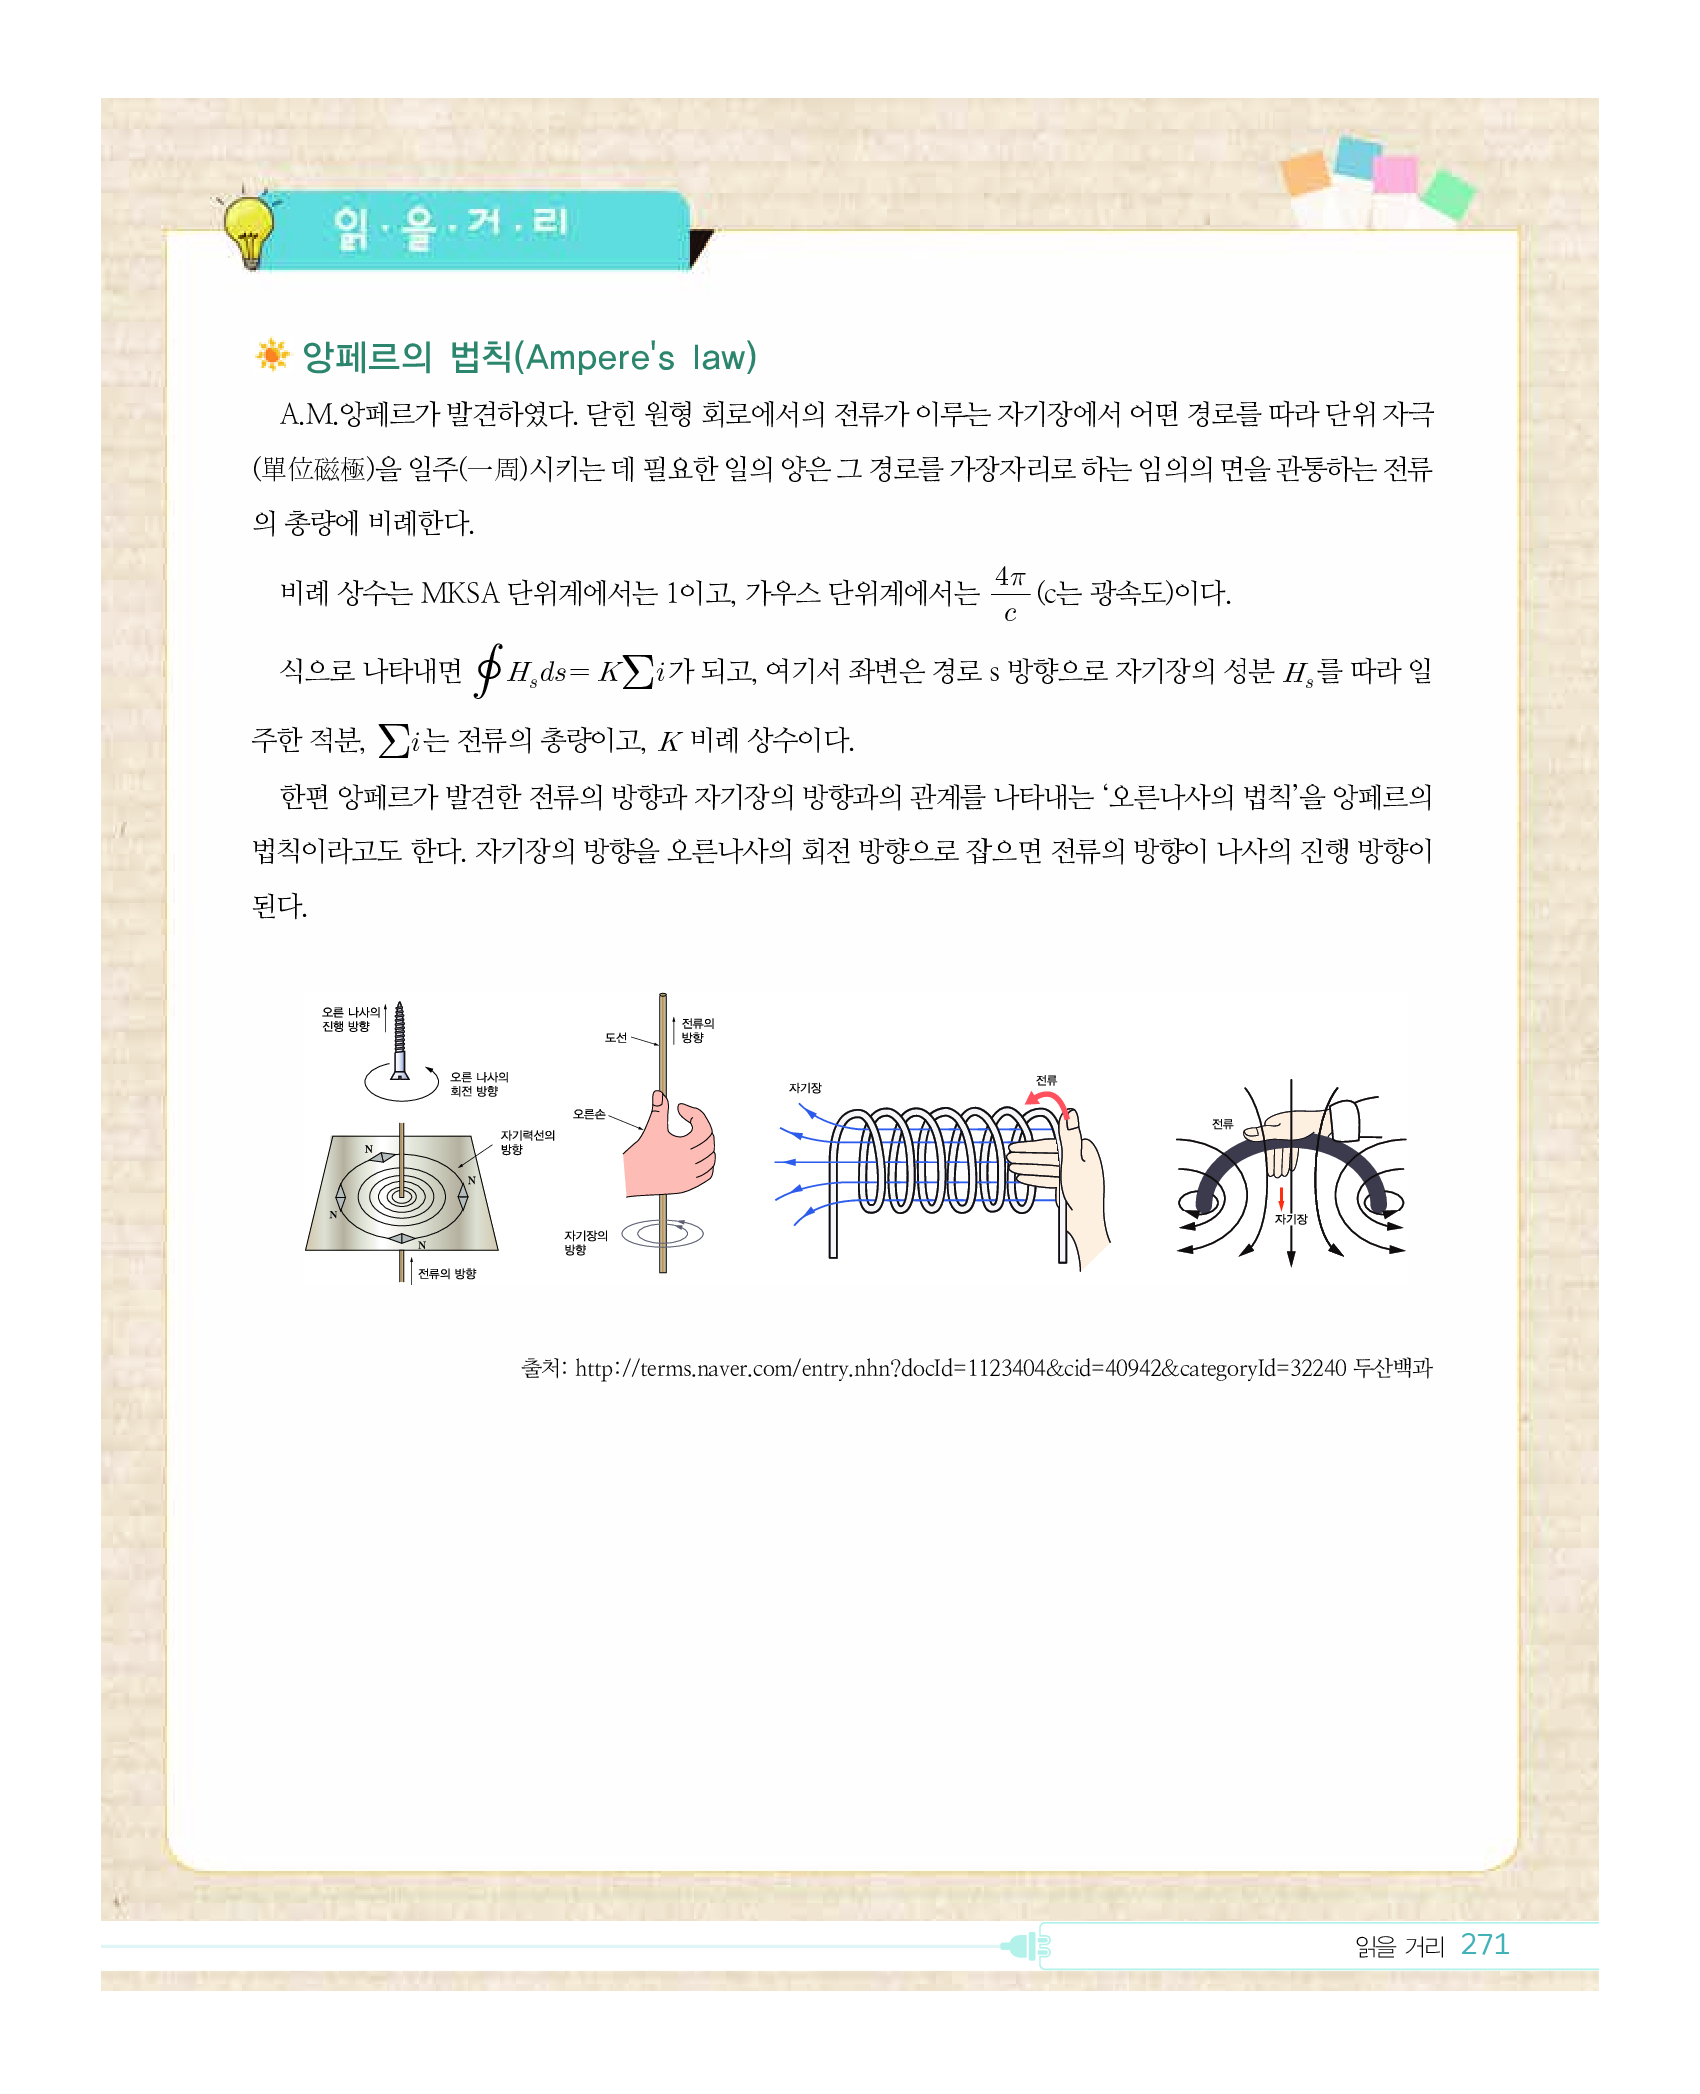 읽·을·거·리
앙페르의 법칙(Ampere's law)
A.M.앙페르가 발견하였다. 닫힌 원형 회로에서의 전류가 이루는 자기장에서 어떤 경로를 따라 단위 자극
(單位磁極)을 일주(一周)시키는 데 필요한 일의 양은 그 경로를 가장자리로 하는 임의의 면을 관통하는 전류
의 총량에 비례한다.
비례 상수는 MKSA 단위계에서는 1이고, 가우스 단위계에서는 4π/c (c는 광속도)이다.
식으로 나타내면 ∮H_s ds = K∑i가 되고, 여기서 좌변은 경로 s 방향으로 자기장의 성분 H_s를 따라 일
주한 적분, ∑i는 전류의 총량이고, K 비례 상수이다.
한편 앙페르가 발견한 전류의 방향과 자기장의 방향과의 관계를 나타내는 ‘오른나사의 법칙’을 앙페르의
법칙이라고도 한다. 자기장의 방향을 오른나사의 회전 방향으로 잡으면 전류의 방향이 나사의 진행 방향이
된다.
오른 나사의
진행 방향
오른 나사의
회전 방향
자기력선의
방향
N
N
N
N
전류의 방향
도선
전류의
방향
오른손
자기장의
방향
자기장
전류
전류
자기장
출처: http://terms.naver.com/entry.nhn?docId=1123404&cid=40942&categoryId=32240 두산백과
읽을 거리 271